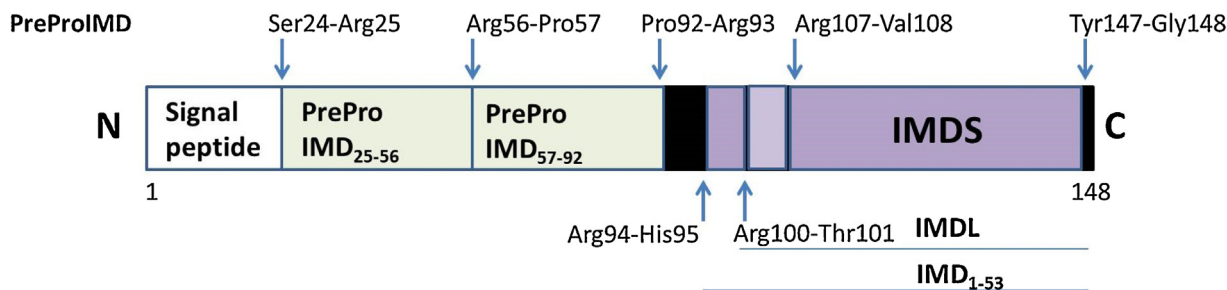 PreProIMD Ser24-Arg25 Arg56-Pro57 Pro92-Arg93 Arg107-Val108 Tyr147-Gly148
N Signal peptide PrePro IMD25-56 PrePro IMD57-92 IMDS C
1 148
Arg94-His95 Arg100-Thr101 IMDL
IMD1-53